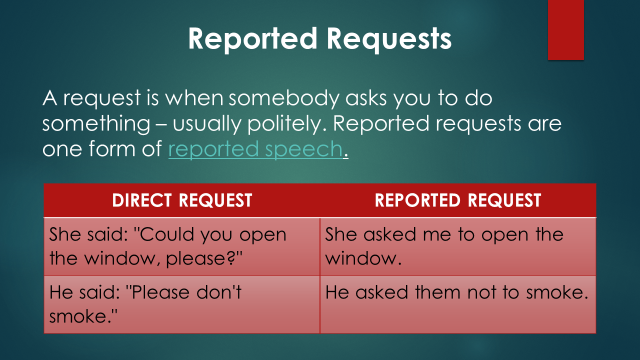 Reported Requests
A request is when somebody asks you to do
something – usually politely. Reported requests are
one form of reported speech.
DIRECT REQUEST
REPORTED REQUEST
She said: "Could you open
the window, please?"
She asked me to open the
window.
He said: "Please don't
smoke."
He asked them not to smoke.